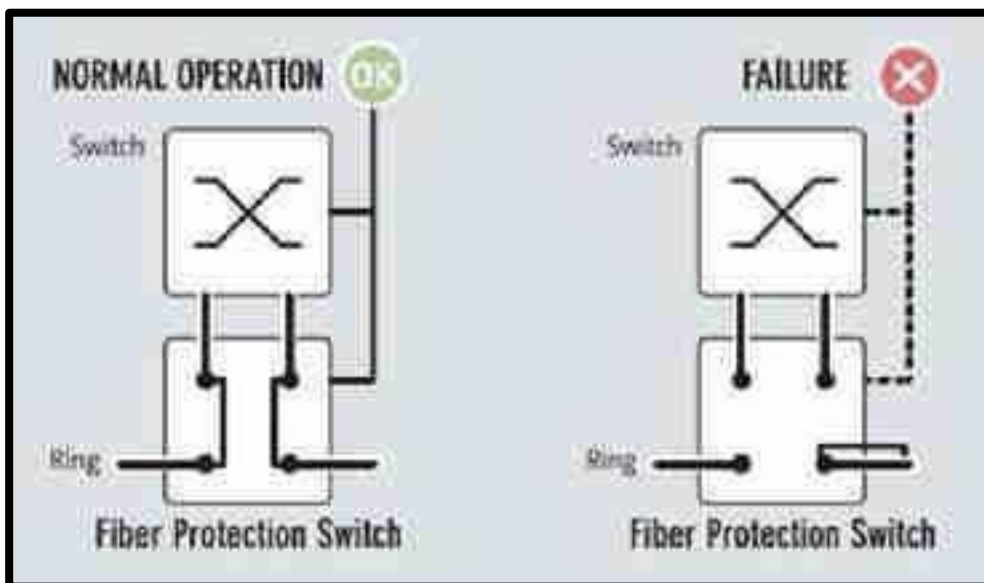 NORMAL OPERATION OK
Switch
Ring
Fiber Protection Switch
FAILURE
Switch
Ring
Fiber Protection Switch